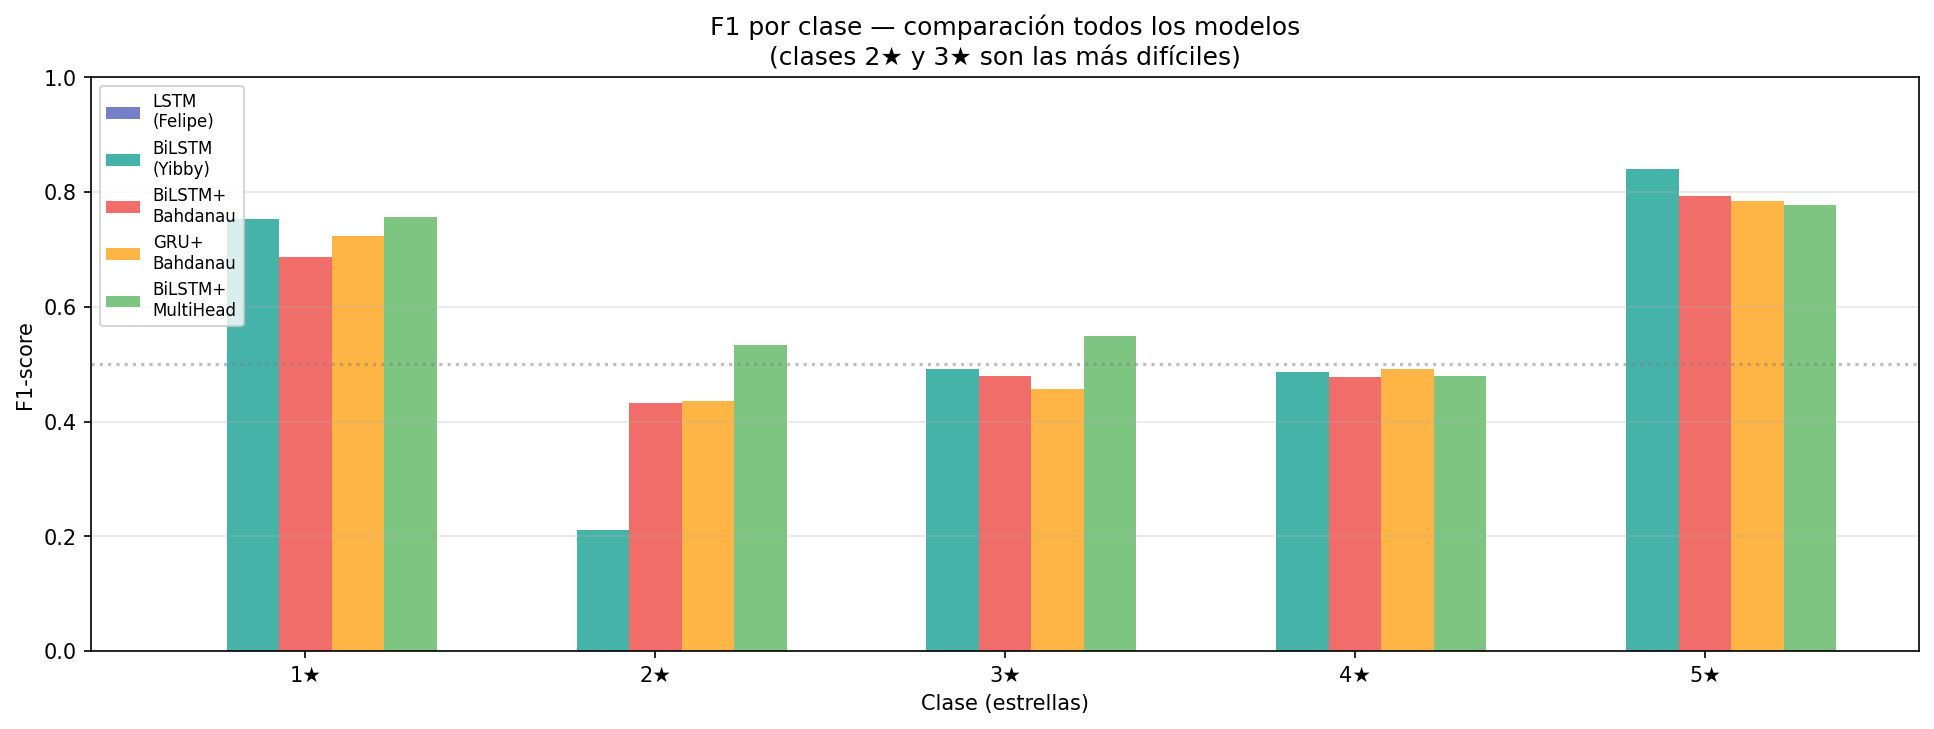 F1 por clase — comparación todos los modelos
(clases 2★ y 3★ son las más difíciles)
1.0
0.8
0.6
0.4
0.2
0.0
F1-score
LSTM
(Felipe)
BiLSTM
(Yibby)
BiLSTM+
Bahdanau
GRU+
Bahdanau
BiLSTM+
MultiHead
1★ 2★ 3★ 4★ 5★
Clase (estrellas)